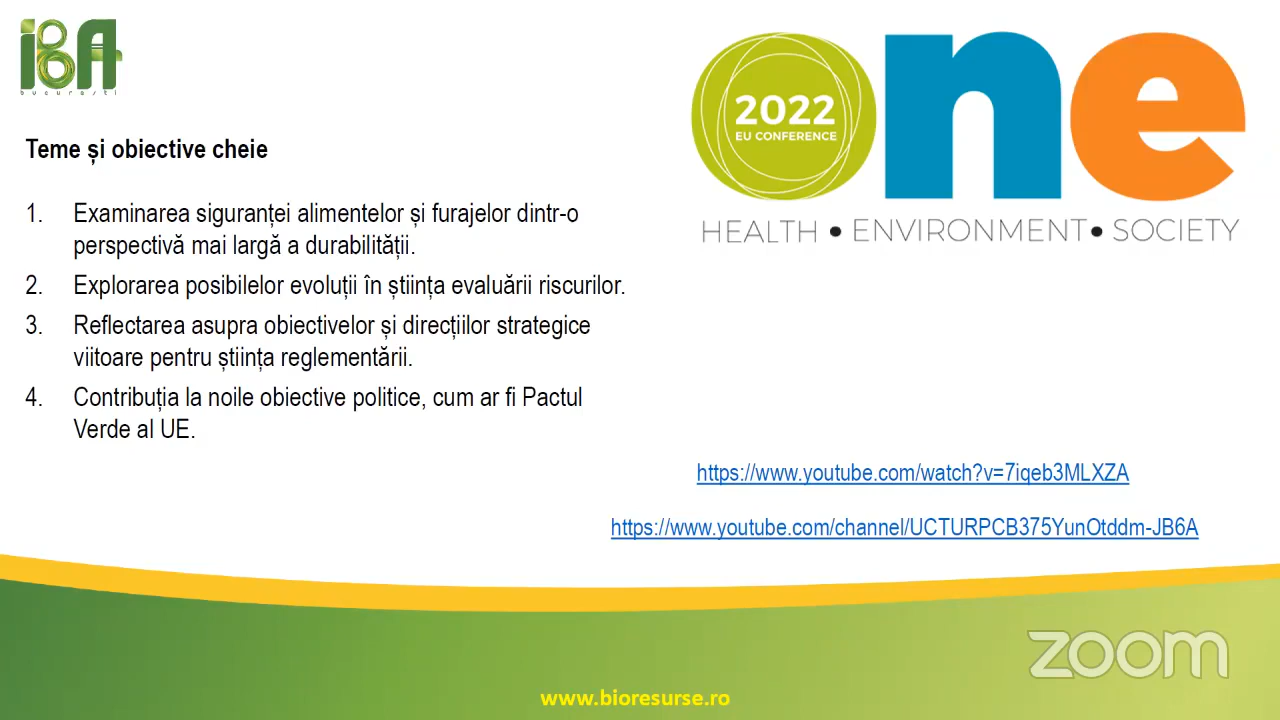 IBA
bucuresti
one
2022
EU CONFERENCE
HEALTH • ENVIRONMENT • SOCIETY
Teme și obiective cheie
1. Examinarea siguranței alimentelor și furajelor dintr-o
perspectivă mai largă a durabilității.
2. Explorarea posibilelor evoluții în știința evaluării riscurilor.
3. Reflectarea asupra obiectivelor și direcțiilor strategice
viitoare pentru știința reglementării.
4. Contribuția la noile obiective politice, cum ar fi Pactul
Verde al UE.
https://www.youtube.com/watch?v=7iqeb3MLXZA
https://www.youtube.com/channel/UCTURPCB375YunOtddm-JB6A
zoom
www.bioresurse.ro